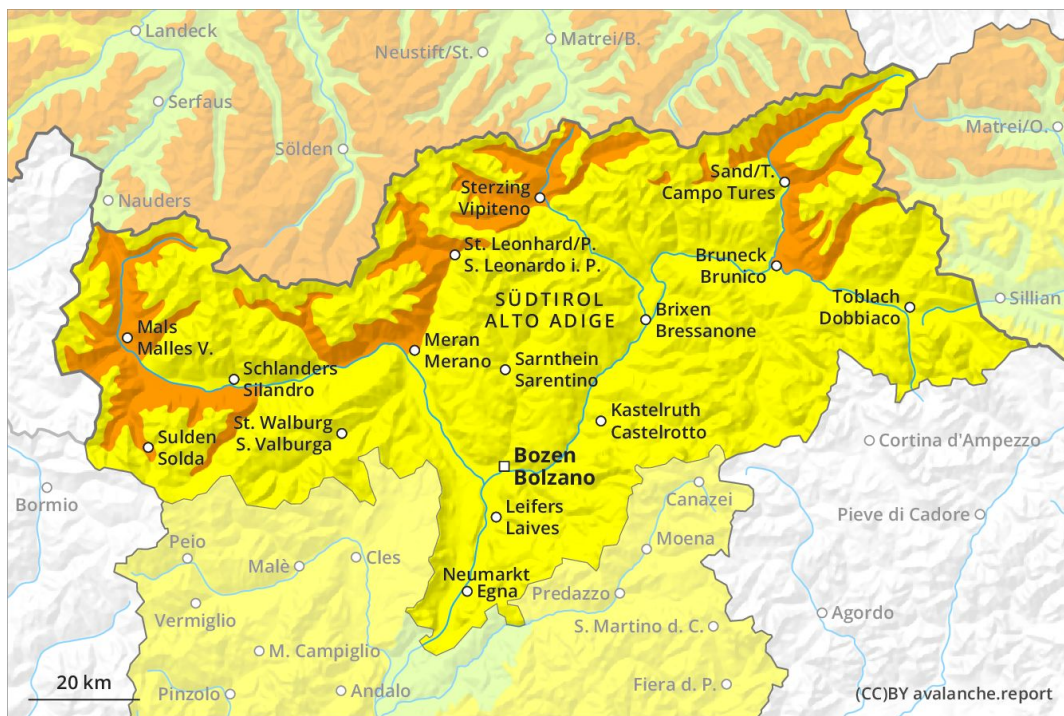 Landeck
Neustift/St.
Matrei/B.
Serfaus
Matrei/O.
Sölden
Nauders
Sterzing
Vipiteno
Sand/T.
Campo Tures
St. Leonhard/P.
S. Leonardo i. P.
Bruneck
Brunico
SÜDTIROL
ALTO ADIGE
Toblach
Dobbiaco
Sillian
Brixen
Bressanone
Mals
Malles V.
Meran
Merano
Sarnthein
Sarentino
Schlanders
Silandro
St. Walburg
S. Valburga
Kastelruth
Castelrotto
Sulden
Solda
Cortina d'Ampezzo
Bozen
Bolzano
Bormio
Canazei
Leifers
Laives
Pieve di Cadore
Peio
Malè
Cles
Moena
Neumarkt
Egna
Predazzo
Vermiglio
Agordo
S. Martino d. C.
M. Campiglio
20 km
Pinzolo
Andalo
Fiera d. P.
(CC)BY avalanche.report